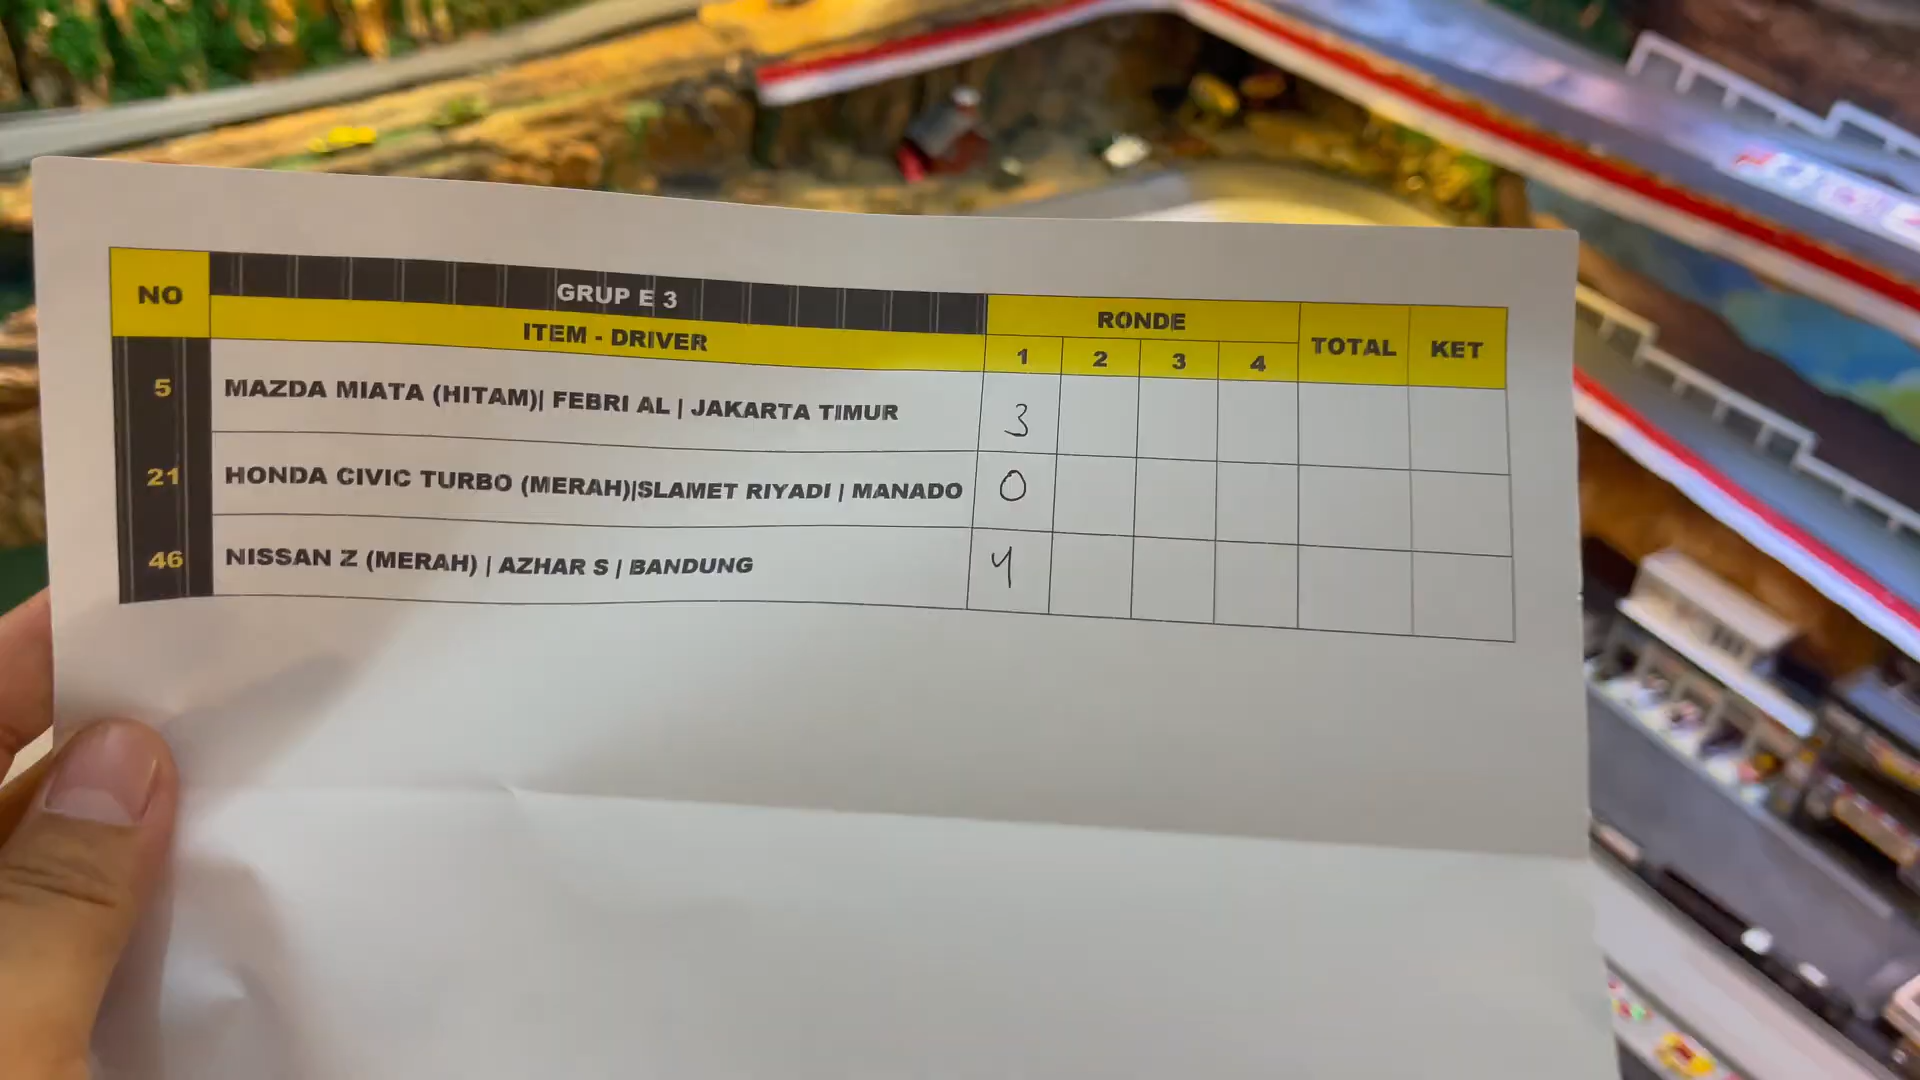 NO GRUP E 3 RONDE TOTAL KET
ITEM - DRIVER 1 2 3 4
5 MAZDA MIATA (HITAM)| FEBRI AL | JAKARTA TIMUR 3
21 HONDA CIVIC TURBO (MERAH)|SLAMET RIYADI | MANADO 0
46 NISSAN Z (MERAH) | AZHAR S | BANDUNG 4